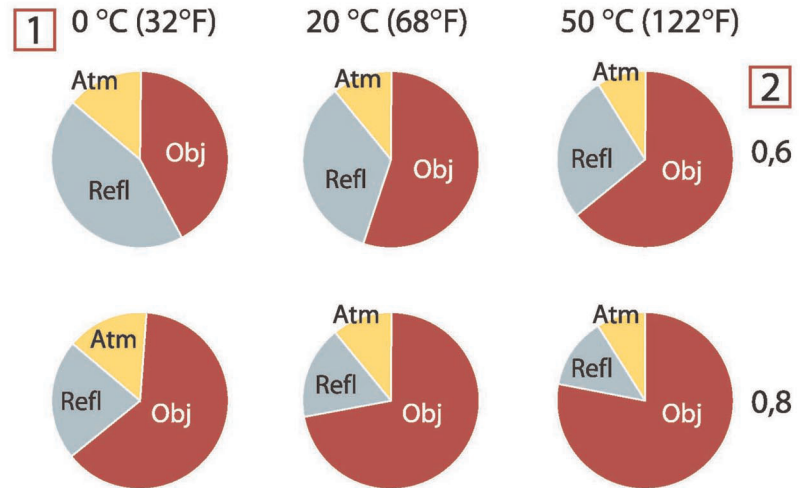 1 0 °C (32°F) 20 °C (68°F) 50 °C (122°F)
2
Atm Obj Refl
Atm Obj Refl
Atm Refl Obj
0,6
Atm Refl Obj
Atm Refl Obj
Atm Refl Obj
0,8